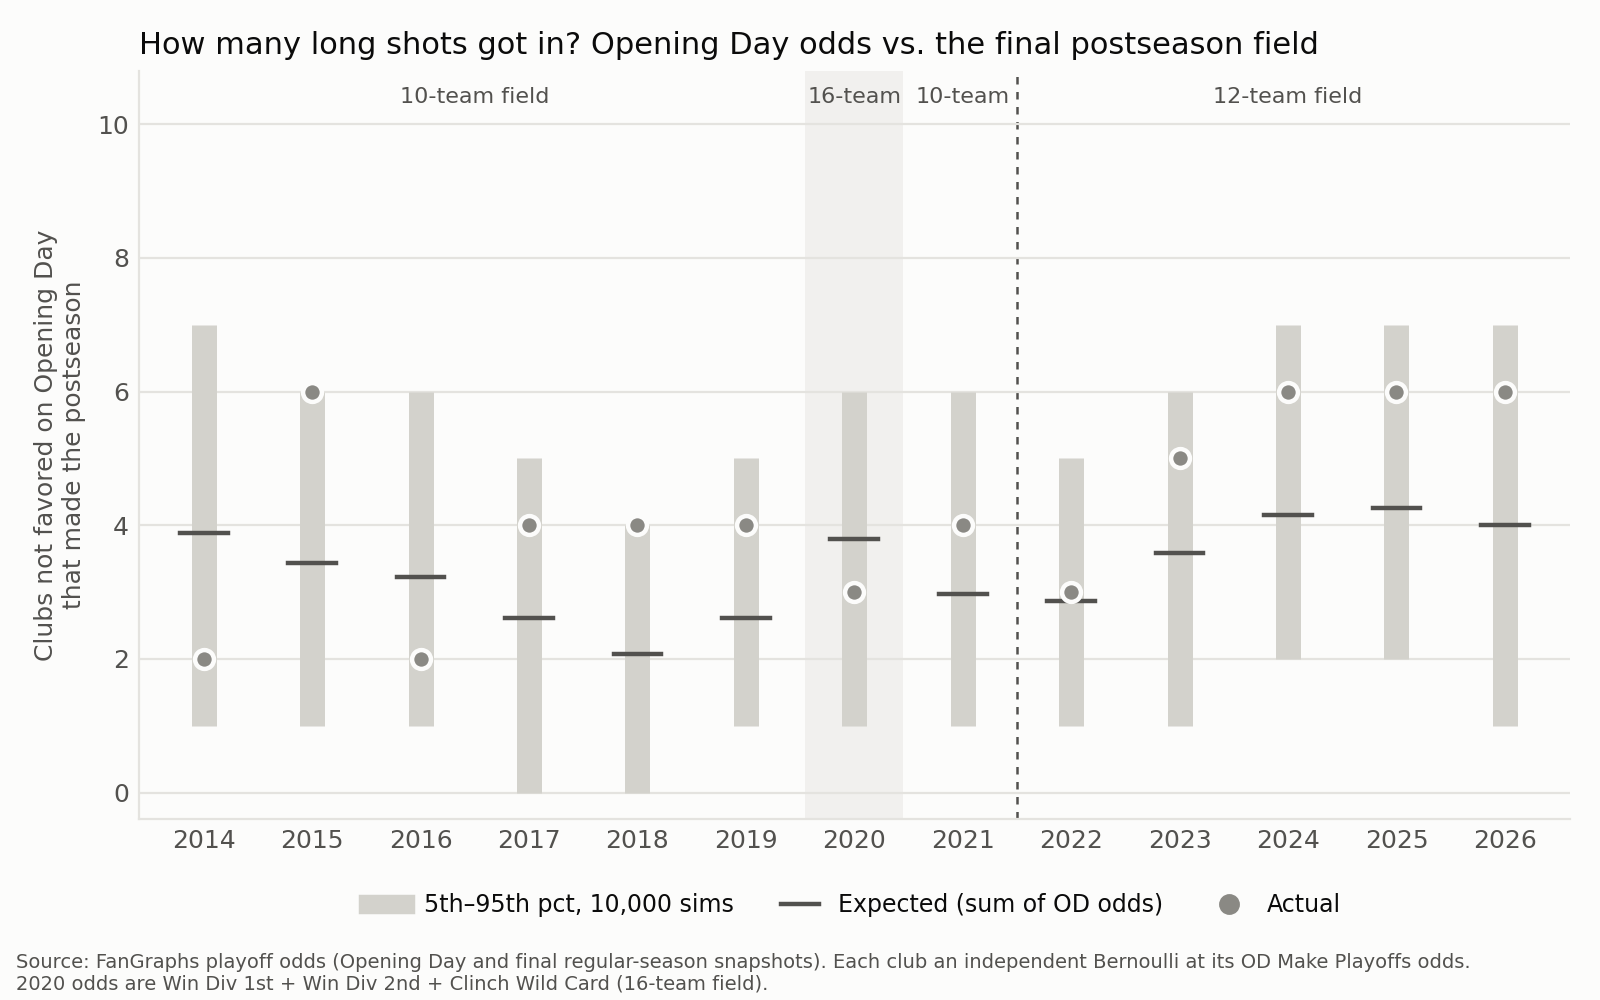 How many long shots got in? Opening Day odds vs. the final postseason field
10-team field
16-team
10-team
12-team field
Clubs not favored on Opening Day
that made the postseason
10
8
6
4
2
0
2014
2015
2016
2017
2018
2019
2020
2021
2022
2023
2024
2025
2026
5th–95th pct, 10,000 sims
Expected (sum of OD odds)
Actual
Source: FanGraphs playoff odds (Opening Day and final regular-season snapshots). Each club an independent Bernoulli at its OD Make Playoffs odds.
2020 odds are Win Div 1st + Win Div 2nd + Clinch Wild Card (16-team field).